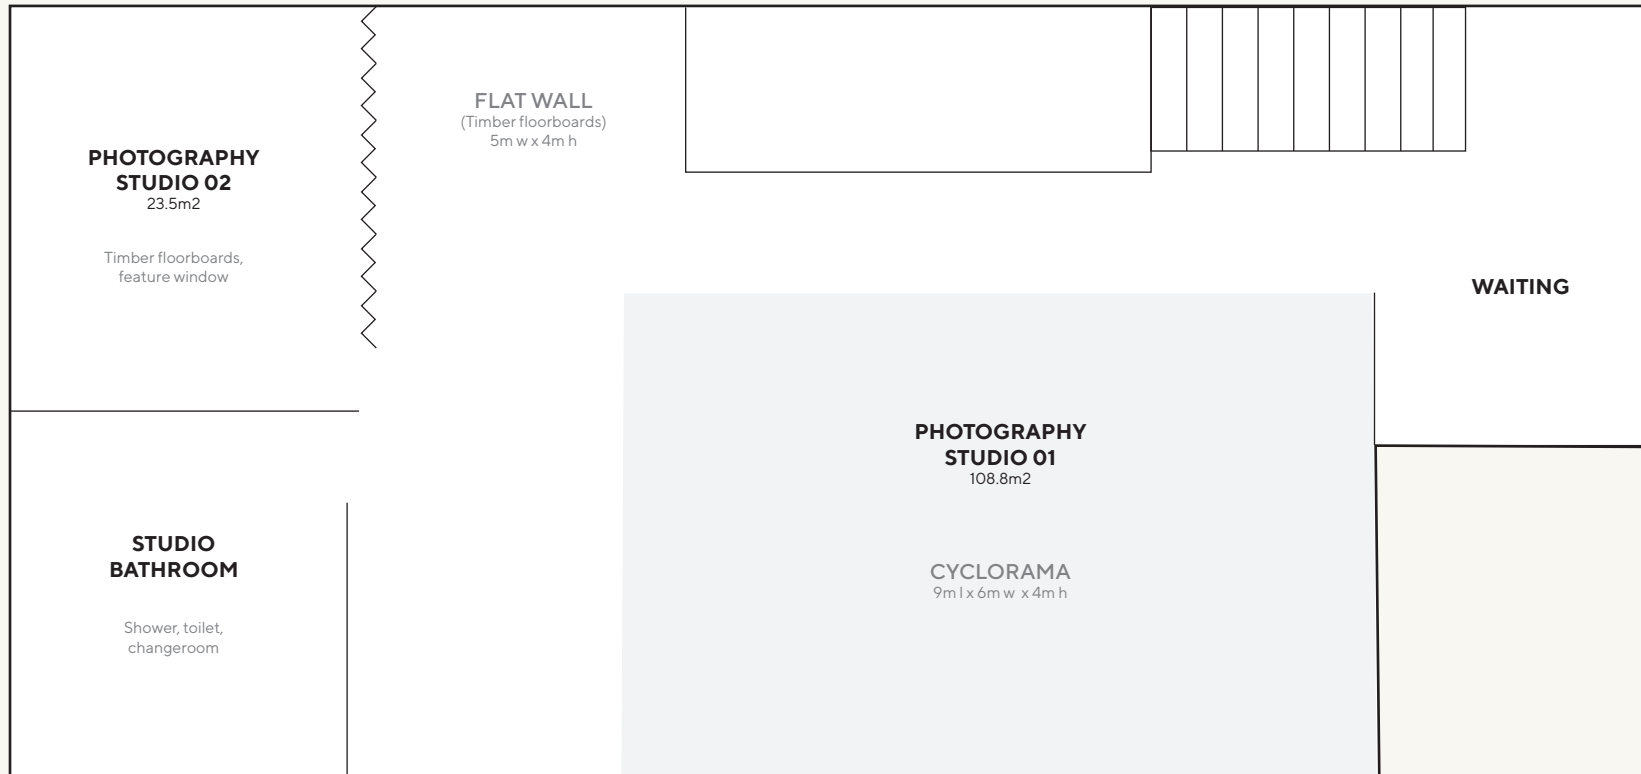 FLAT WALL
(Timber floorboards)
5m w x 4m h
PHOTOGRAPHY
STUDIO 02
23.5m2
Timber floorboards,
feature window
WAITING
PHOTOGRAPHY
STUDIO 01
108.8m2
CYCLORAMA
9m l x 6m w x 4m h
STUDIO
BATHROOM
Shower, toilet,
changeroom